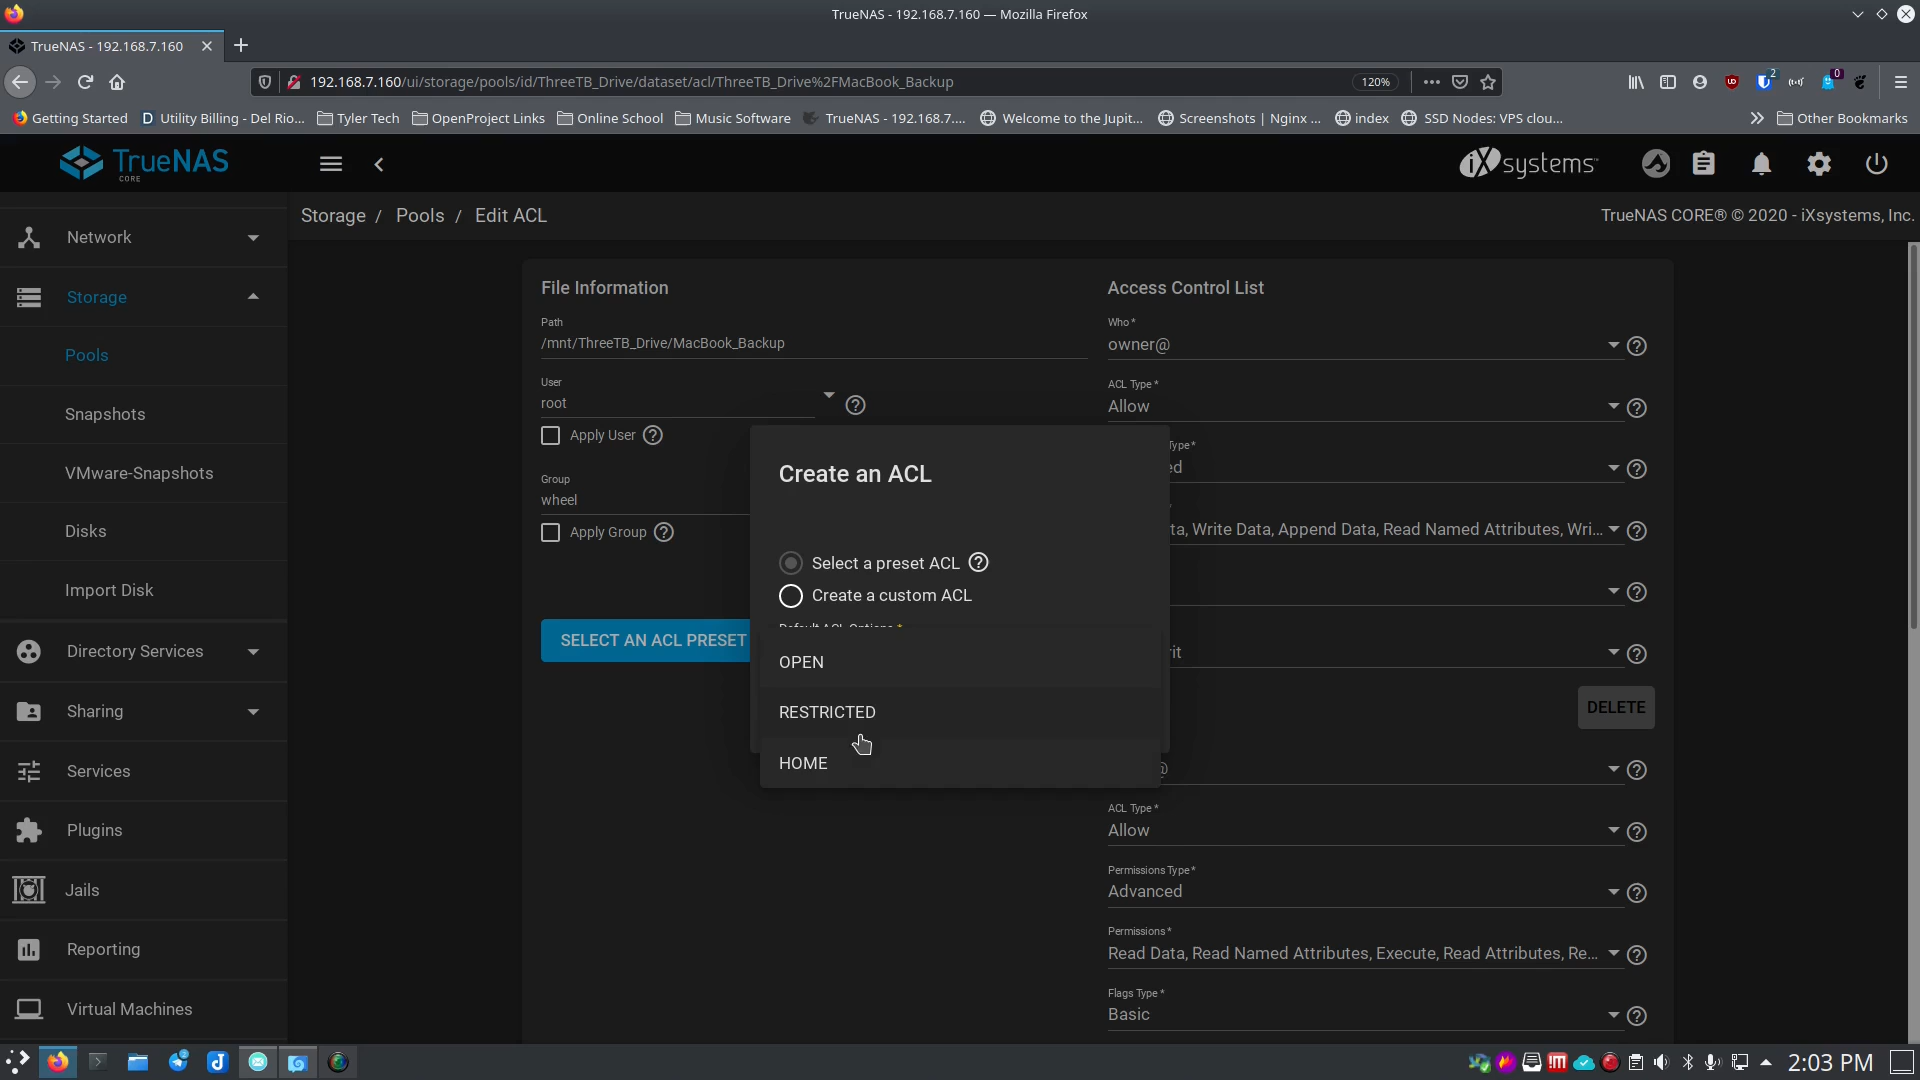 TrueNAS - 192.168.7.160 — Mozilla Firefox
TrueNAS - 192.168.7.160
192.168.7.160/ui/storage/pools/id/ThreeTB_Drive/dataset/acl/ThreeTB_Drive%2FMacBook_Backup
120%
2
0
Getting Started
Utility Billing - Del Rio...
Tyler Tech
OpenProject Links
Online School
Music Software
TrueNAS - 192.168.7....
Welcome to the Jupit...
Screenshots | Nginx ...
index
SSD Nodes: VPS clou...
Other Bookmarks
TrueNAS
CORE
iXsystems
Storage / Pools / Edit ACL
TrueNAS CORE® © 2020 - iXsystems, Inc.
Network
Storage
Pools
Snapshots
VMware-Snapshots
Disks
Import Disk
Directory Services
Sharing
Services
Plugins
Jails
Reporting
Virtual Machines
File Information
Path
/mnt/ThreeTB_Drive/MacBook_Backup
User
root
Apply User
Group
wheel
Apply Group
SELECT AN ACL PRESET
Create an ACL
Select a preset ACL
Create a custom ACL
Default ACL Options *
OPEN
RESTRICTED
HOME
Access Control List
Who *
owner@
ACL Type *
Allow
Type *
ed
ta, Write Data, Append Data, Read Named Attributes, Wri...
rit
DELETE
@
ACL Type *
Allow
Permissions Type *
Advanced
Permissions *
Read Data, Read Named Attributes, Execute, Read Attributes, Re...
Flags Type *
Basic
2:03 PM